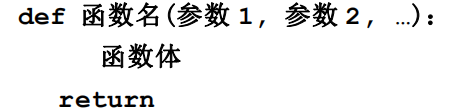 def 函数名(参数1, 参数2, …):
函数体
return